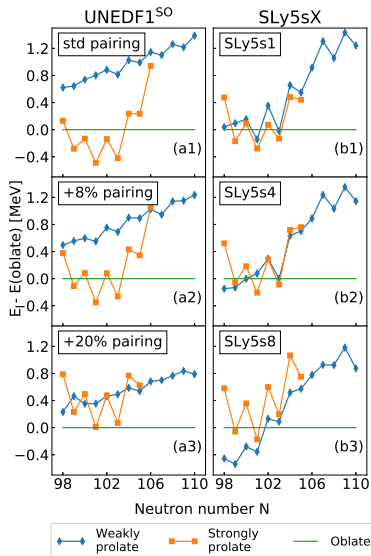 UNEDF1^SO SLy5sX
std pairing SLy5s1
1.2
0.8
0.4
0.0
−0.4
(a1) (b1)
+8% pairing SLy5s4
1.2
0.8
0.4
0.0
−0.4
(a2) (b2)
+20% pairing SLy5s8
1.2
0.8
0.4
0.0
−0.4
(a3) (b3)
E_I- E(oblate) [MeV]
98 102 106 110 98 102 106 110
Neutron number N
Weakly prolate Strongly prolate Oblate